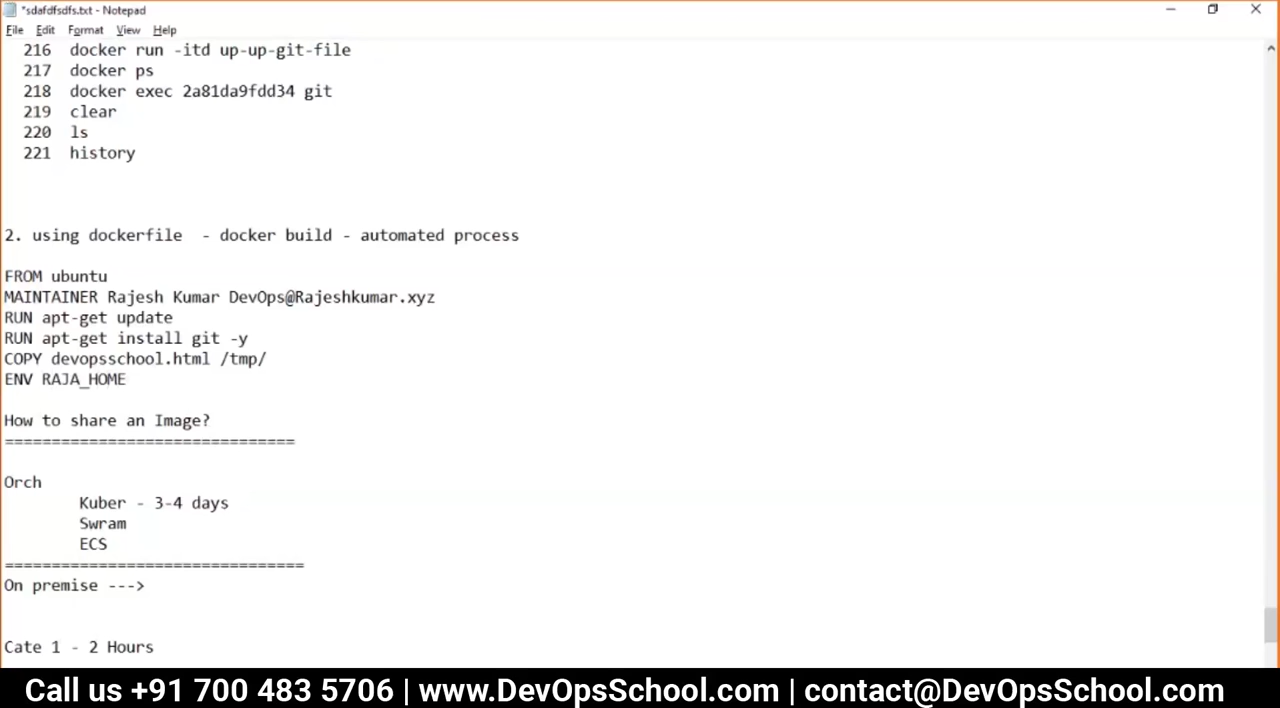 *sdafdfsdfs.txt - Notepad
File Edit Format View Help
216 docker run -itd up-up-git-file
217 docker ps
218 docker exec 2a81da9fdd34 git
219 clear
220 ls
221 history
2. using dockerfile - docker build - automated process
FROM ubuntu
MAINTAINER Rajesh Kumar DevOps@Rajeshkumar.xyz
RUN apt-get update
RUN apt-get install git -y
COPY devopsschool.html /tmp/
ENV RAJA_HOME
How to share an Image?
===============================
Orch
Kuber - 3-4 days
Swram
ECS
================================
On premise --->
Cate 1 - 2 Hours
Call us +91 700 483 5706 | www.DevOpsSchool.com | contact@DevOpsSchool.com